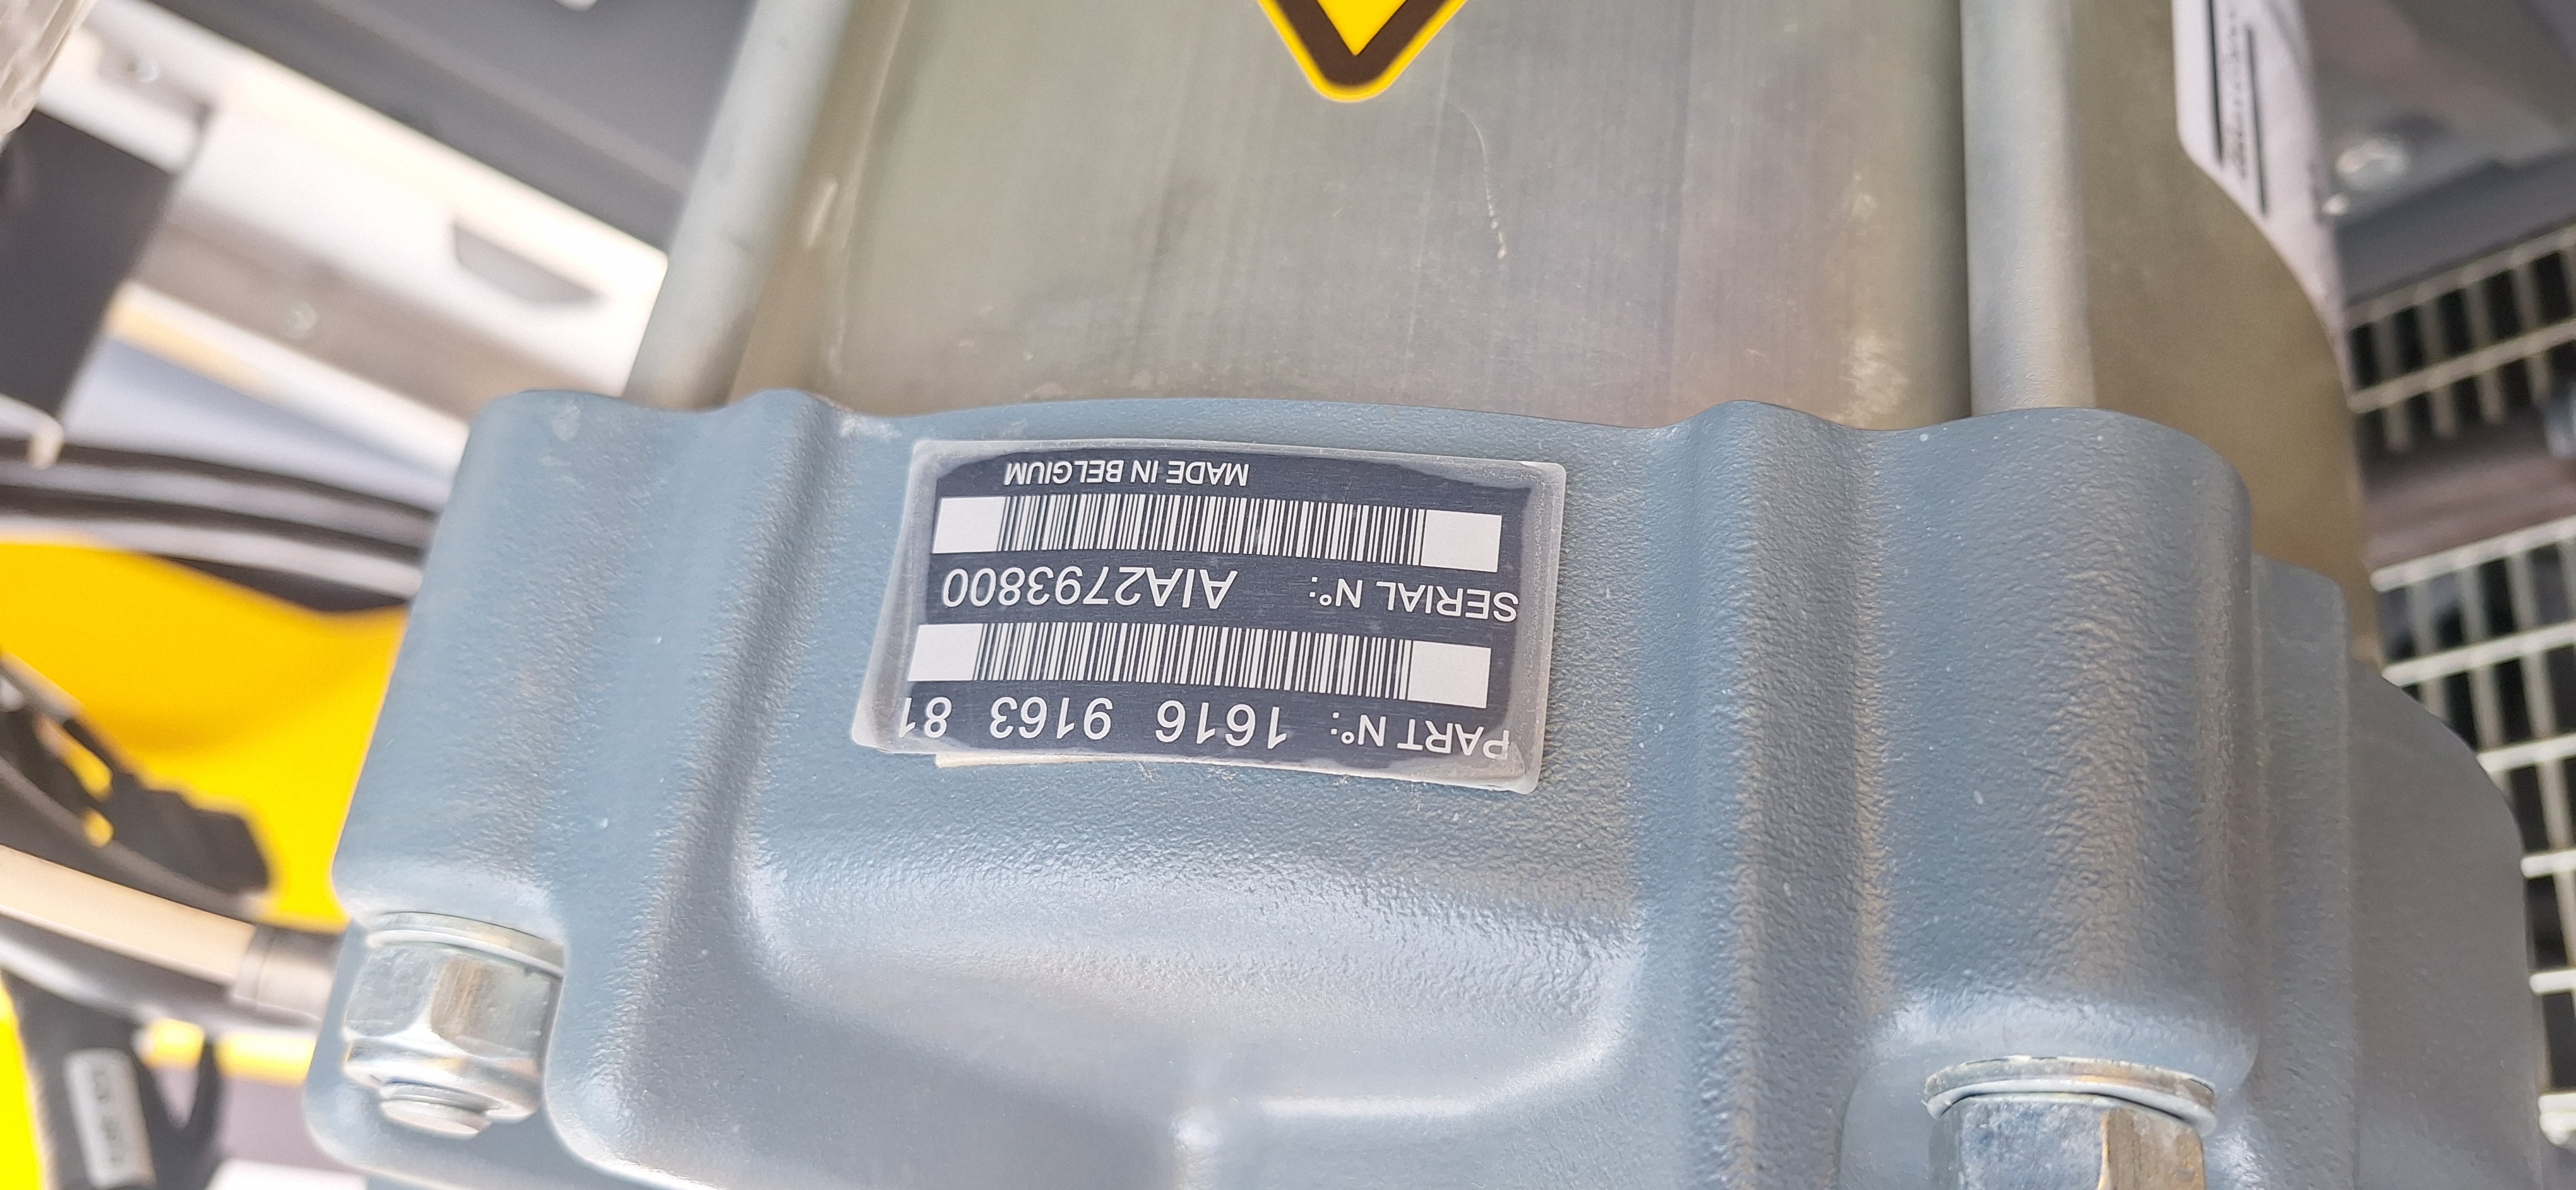 PART N°: 1616 9163 81
SERIAL N°: AIA2793800
MADE IN BELGIUM